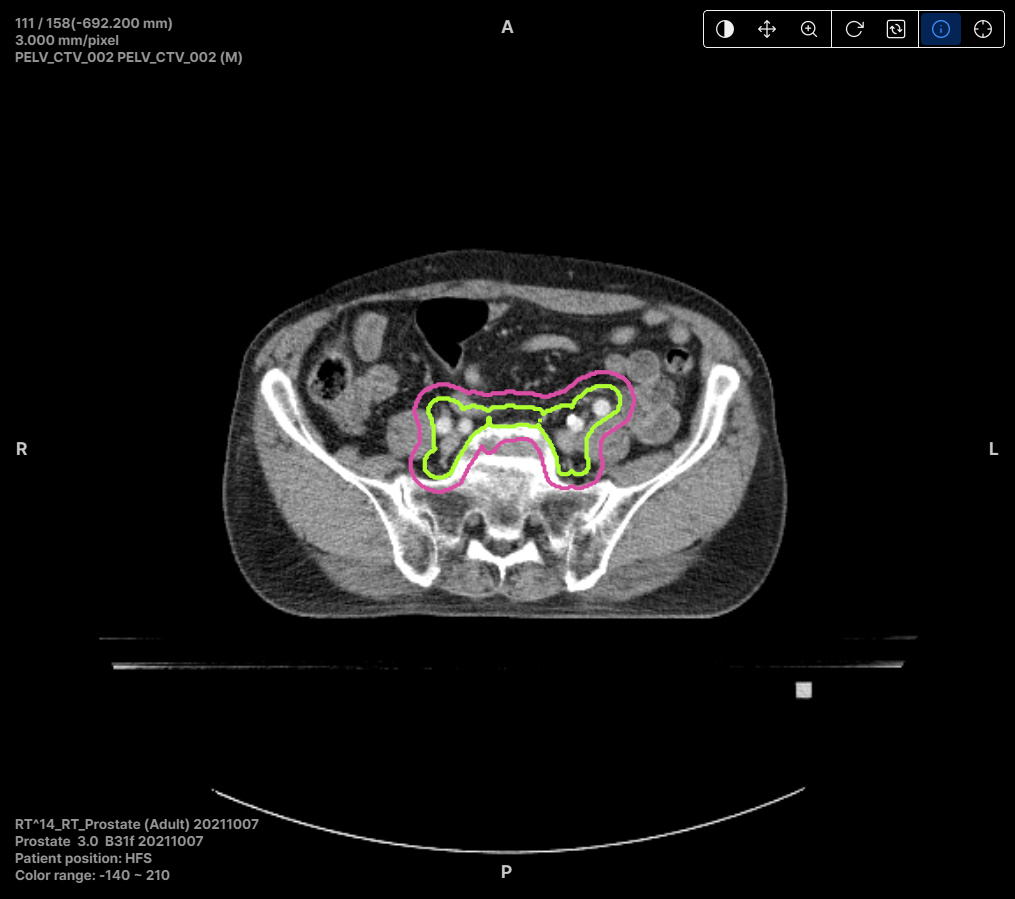 111 / 158(-692.200 mm)
3.000 mm/pixel
PELV_CTV_002 PELV_CTV_002 (M)
A
R
L
RT^14_RT_Prostate (Adult) 20211007
Prostate  3.0  B31f 20211007
Patient position: HFS
Color range: -140 ~ 210
P